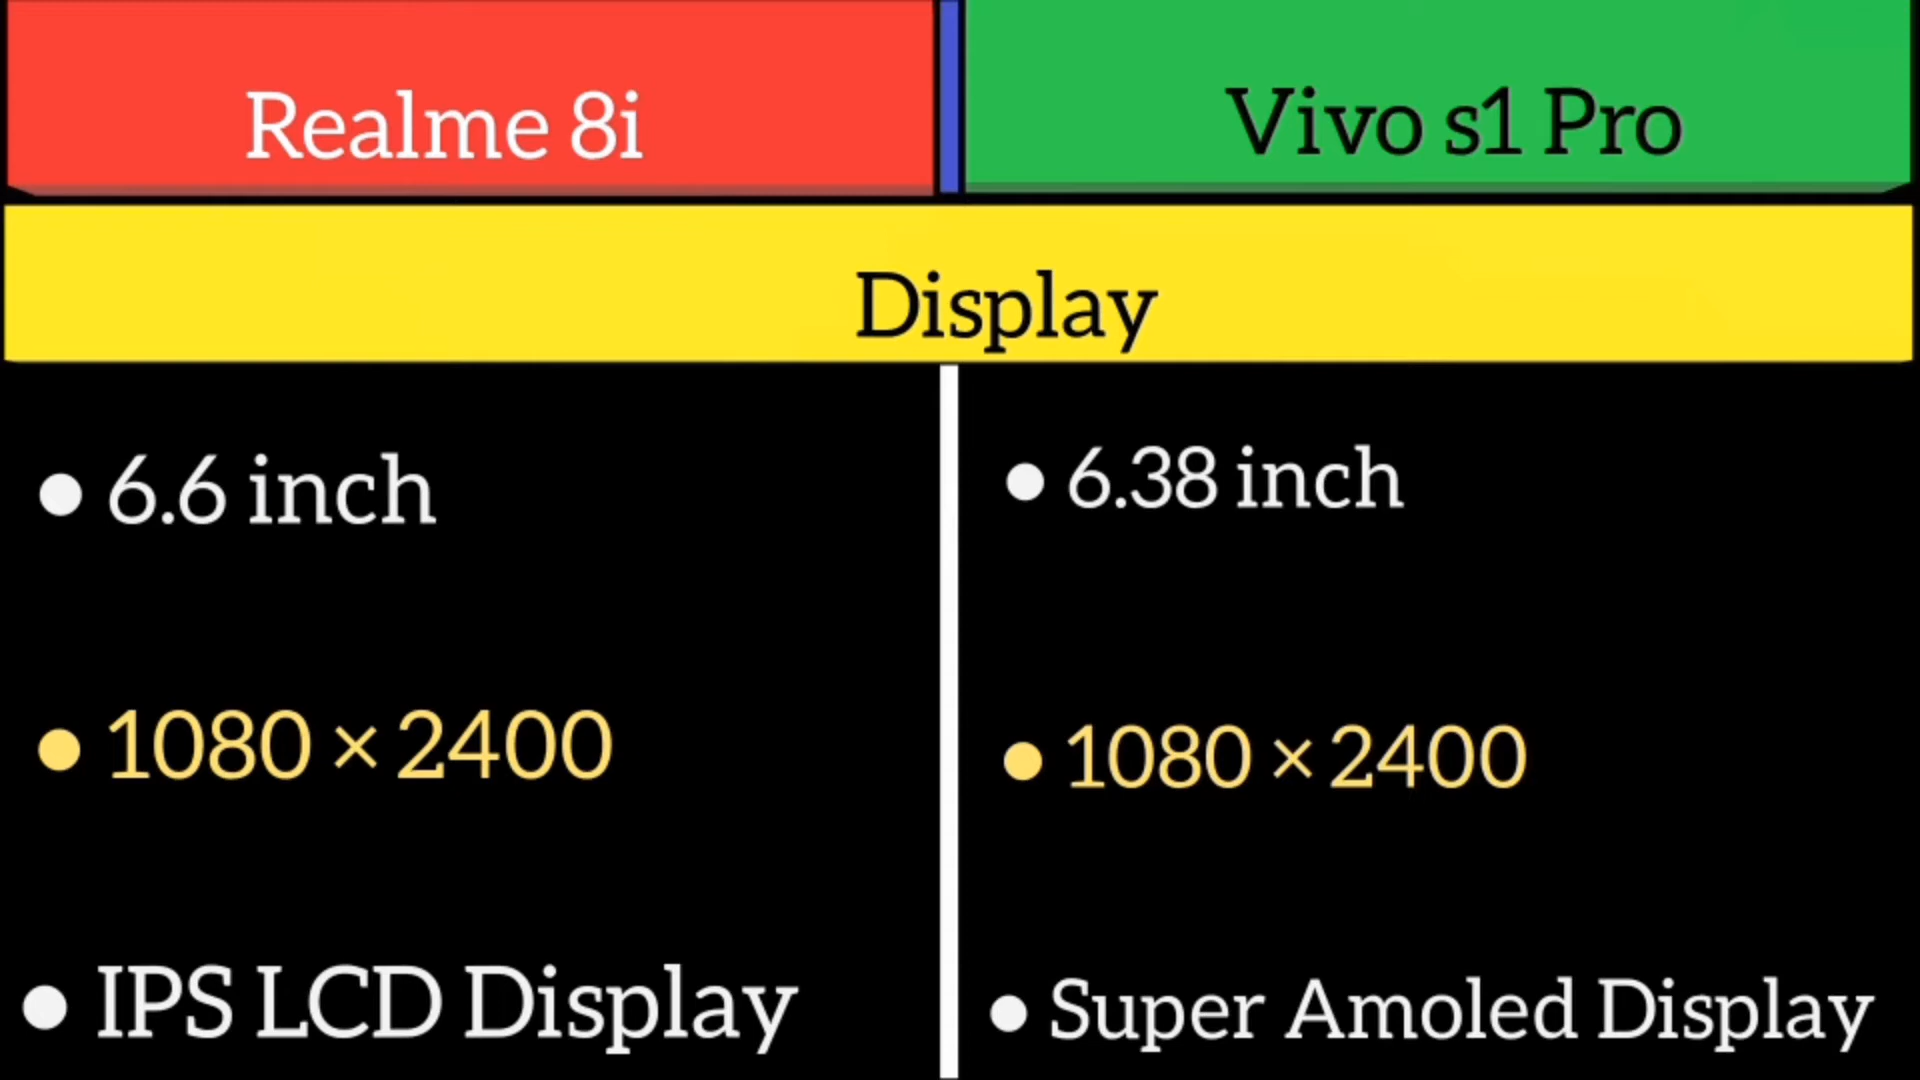 Realme 8i
Vivo s1 Pro
Display
● 6.6 inch
● 6.38 inch
● 1080 × 2400
● 1080 × 2400
● IPS LCD Display
● Super Amoled Display